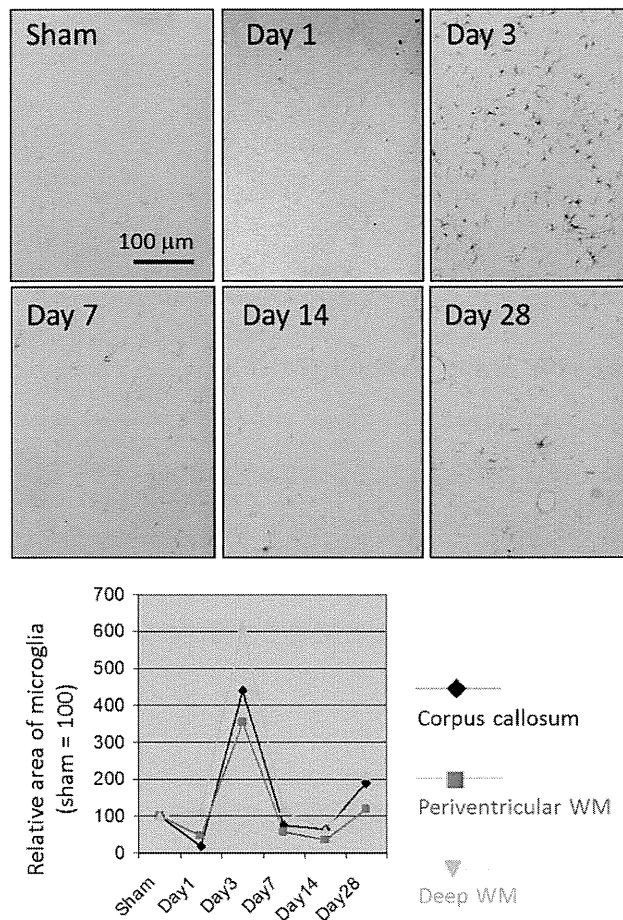 Sham
Day 1
Day 3
100 µm
Day 7
Day 14
Day 28
700
600
500
400
300
200
100
0
Relative area of microglia
(sham = 100)
Sham
Day1
Day3
Day7
Day14
Day28
Corpus callosum
Periventricular WM
Deep WM